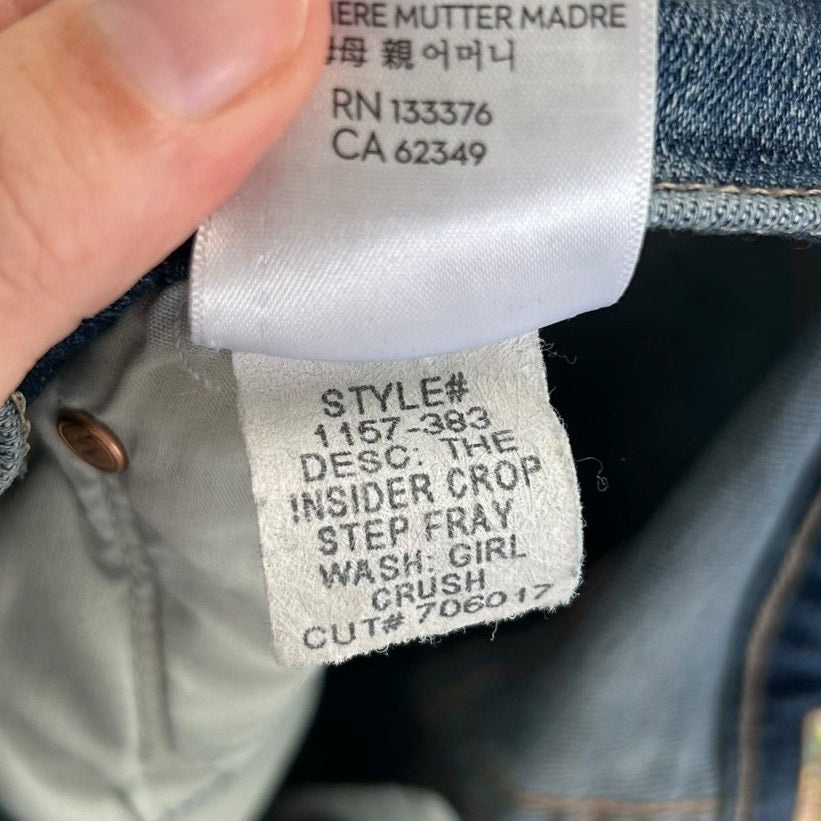 MUTTER MADRE
母親 어머니
RN 133376
CA 62349
STYLE#
1157-383
DESC: THE
INSIDER CROP
STEP FRAY
WASH: GIRL
CRUSH
CUT# 706017